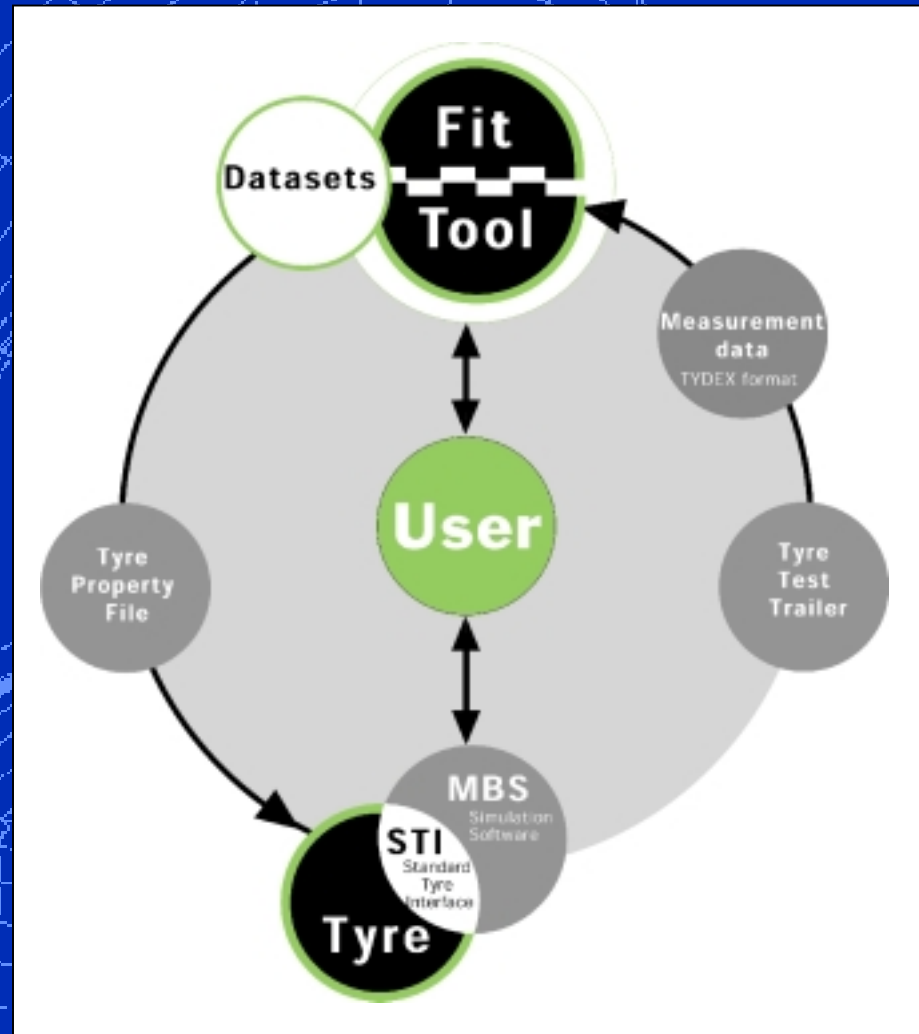 Fit
Tool
Datasets
Measurement
data
TYDEX format
User
Tyre
Property
File
Tyre
Test
Trailer
MBS
Simulation
Software
STI
Standard
Tyre
Interface
Tyre